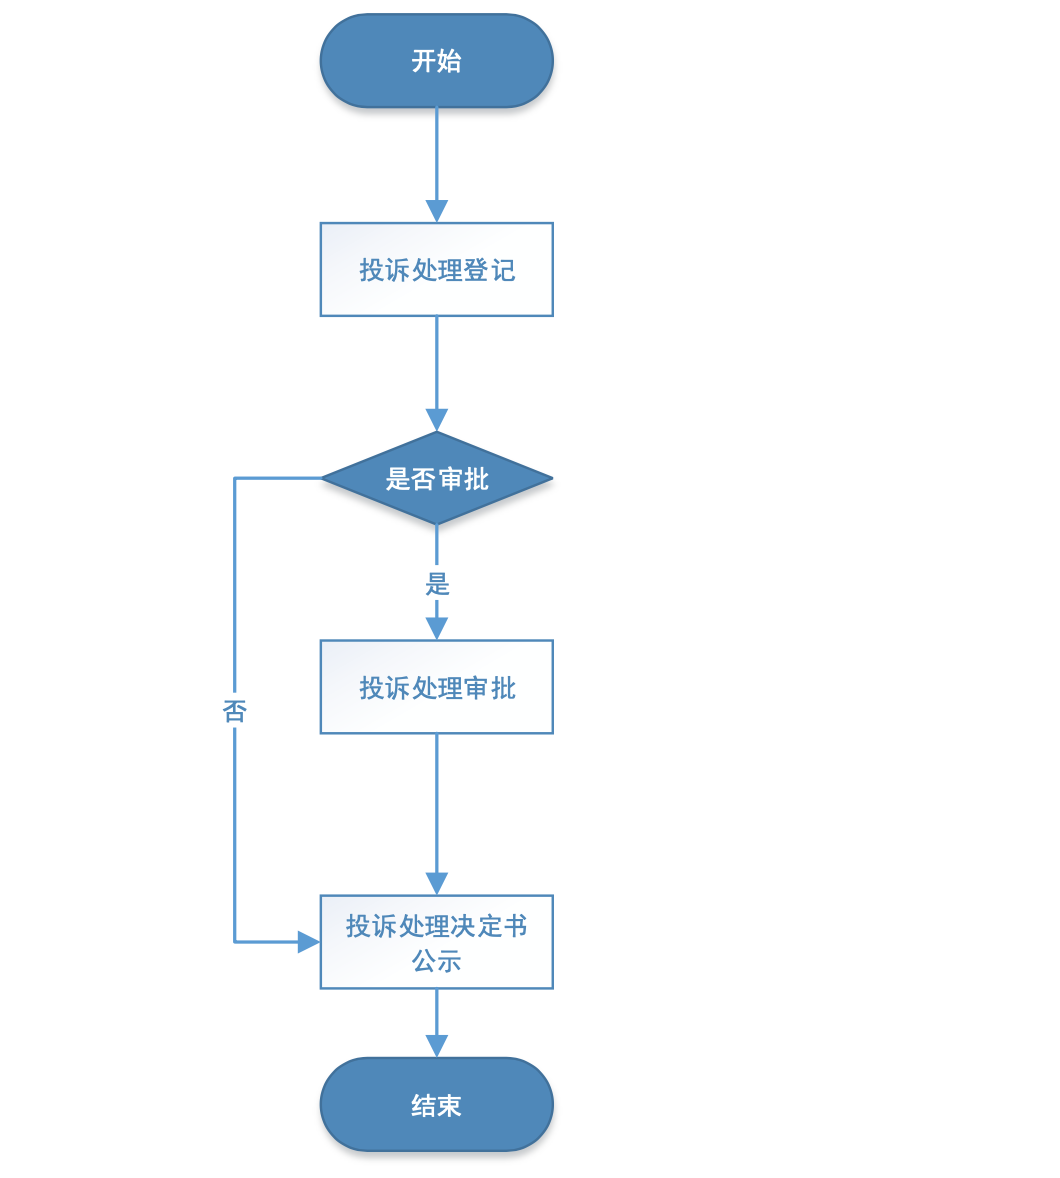 开始
投诉处理登记
是否审批
是
投诉处理审批
否
投诉处理决定书
公示
结束